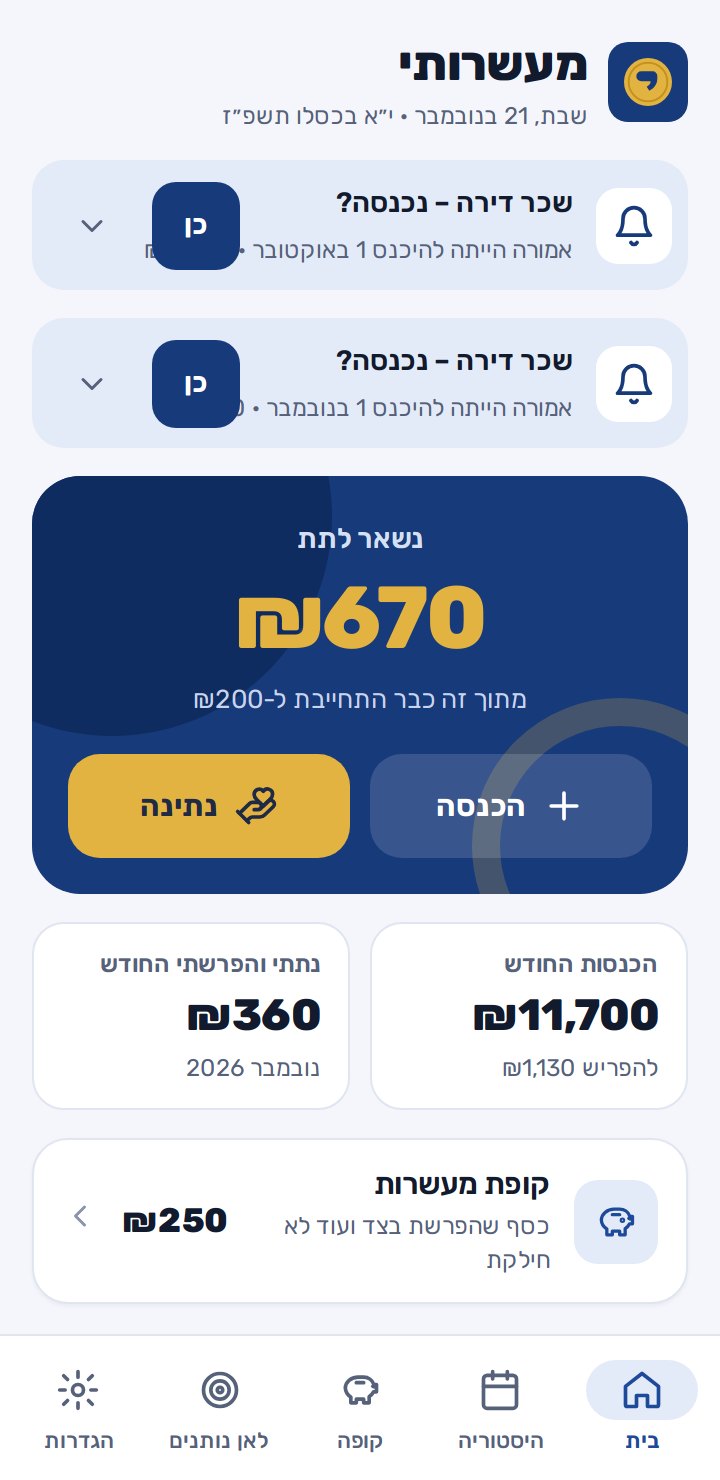 מעשרותי
שבת, 21 בנובמבר • י״א בכסלו תשפ״ז
שכר דירה – נכנסה?
אמורה הייתה להיכנס 1 באוקטובר •
כן
שכר דירה – נכנסה?
אמורה הייתה להיכנס 1 בנובמבר •
כן
נשאר לתת
₪670
מתוך זה כבר התחייבת ל-₪200
הכנסה
נתינה
הכנסות החודש
₪11,700
להפריש ₪1,130
נתתי והפרשתי החודש
₪360
נובמבר 2026
קופת מעשרות
כסף שהפרשת בצד ועוד לא
חילקת
₪250
בית
היסטוריה
קופה
לאן נותנים
הגדרות